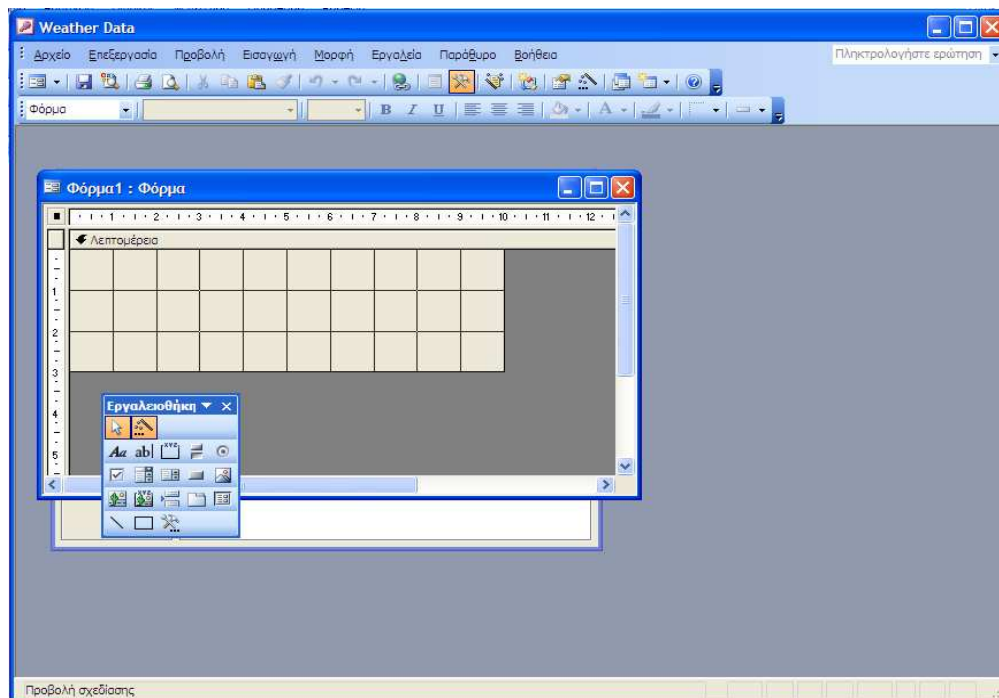 Weather Data
Αρχείο Επεξεργασία Προβολή Εισαγωγή Μορφή Εργαλεία Παράθυρο Βοήθεια Πληκτρολογήστε ερώτηση
Φόρμα B I U A
Φόρμα1 : Φόρμα
1 2 3 4 5 6 7 8 9 10 11 12
Λεπτομέρεια
1
2
3
4
5
Εργαλειοθήκη
Aa ab| XYZ
XYZ
Προβολή σχεδίασης